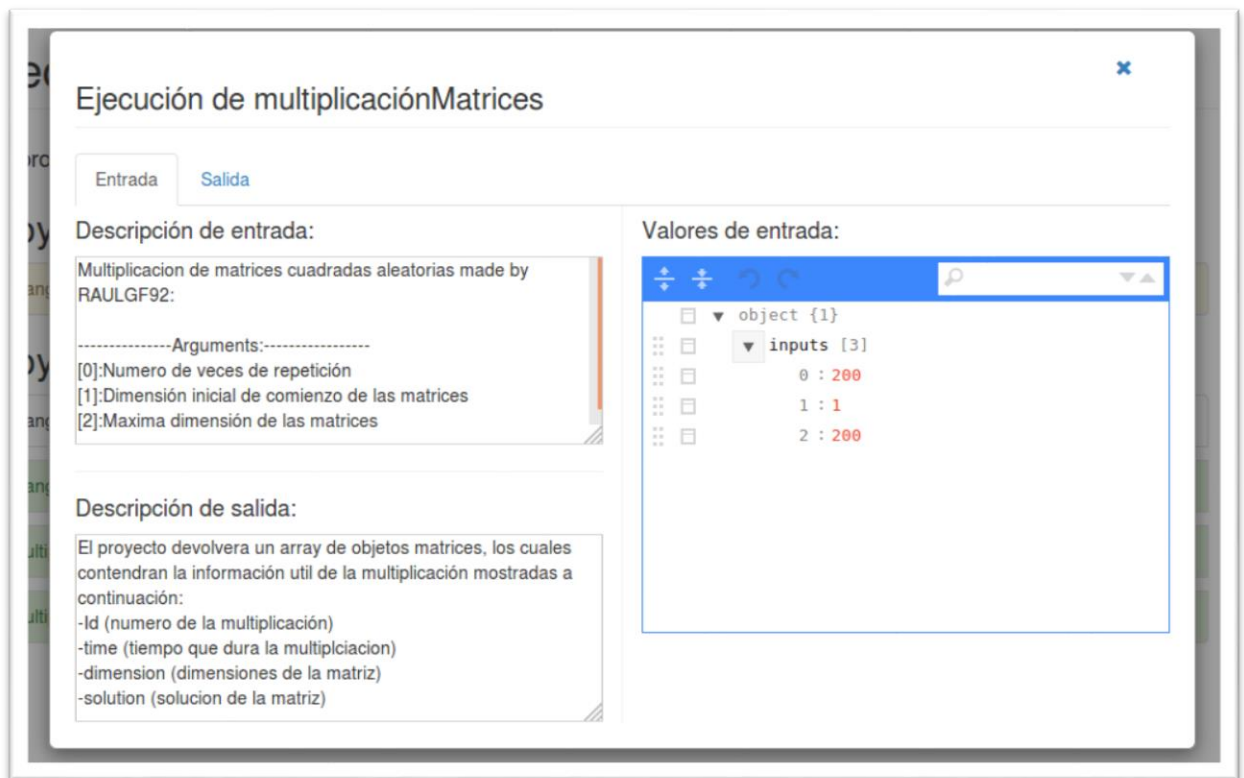 Ejecución de multiplicaciónMatrices
Entrada
Salida
Descripción de entrada:
Multiplicacion de matrices cuadradas aleatorias made by
RAULGF92:
---------------Arguments:-----------------
[0]:Numero de veces de repetición
[1]:Dimensión inicial de comienzo de las matrices
[2]:Maxima dimensión de las matrices
Descripción de salida:
El proyecto devolvera un array de objetos matrices, los cuales
contendran la información util de la multiplicación mostradas a
continuación:
-Id (numero de la multiplicación)
-time (tiempo que dura la multiplciacion)
-dimension (dimensiones de la matriz)
-solution (solucion de la matriz)
Valores de entrada:
object {1}
inputs [3]
0 : 200
1 : 1
2 : 200